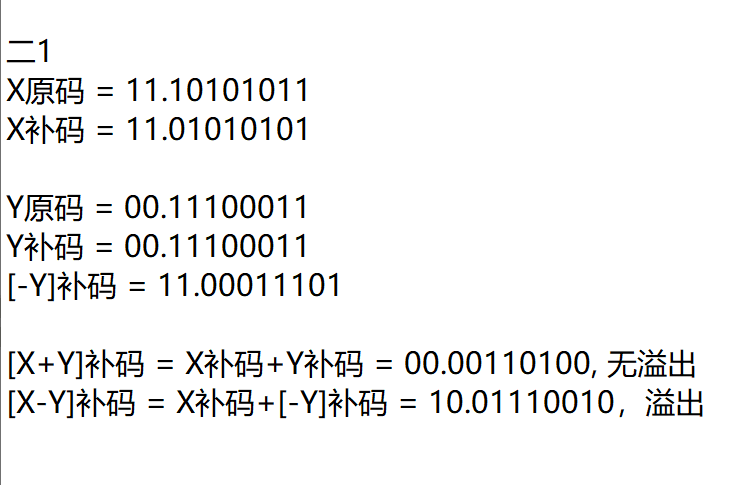 二1
X原码 = 11.10101011
X补码 = 11.01010101
Y原码 = 00.11100011
Y补码 = 00.11100011
[-Y]补码 = 11.00011101
[X+Y]补码 = X补码+Y补码 = 00.00110100, 无溢出
[X-Y]补码 = X补码+[-Y]补码 = 10.01110010，溢出